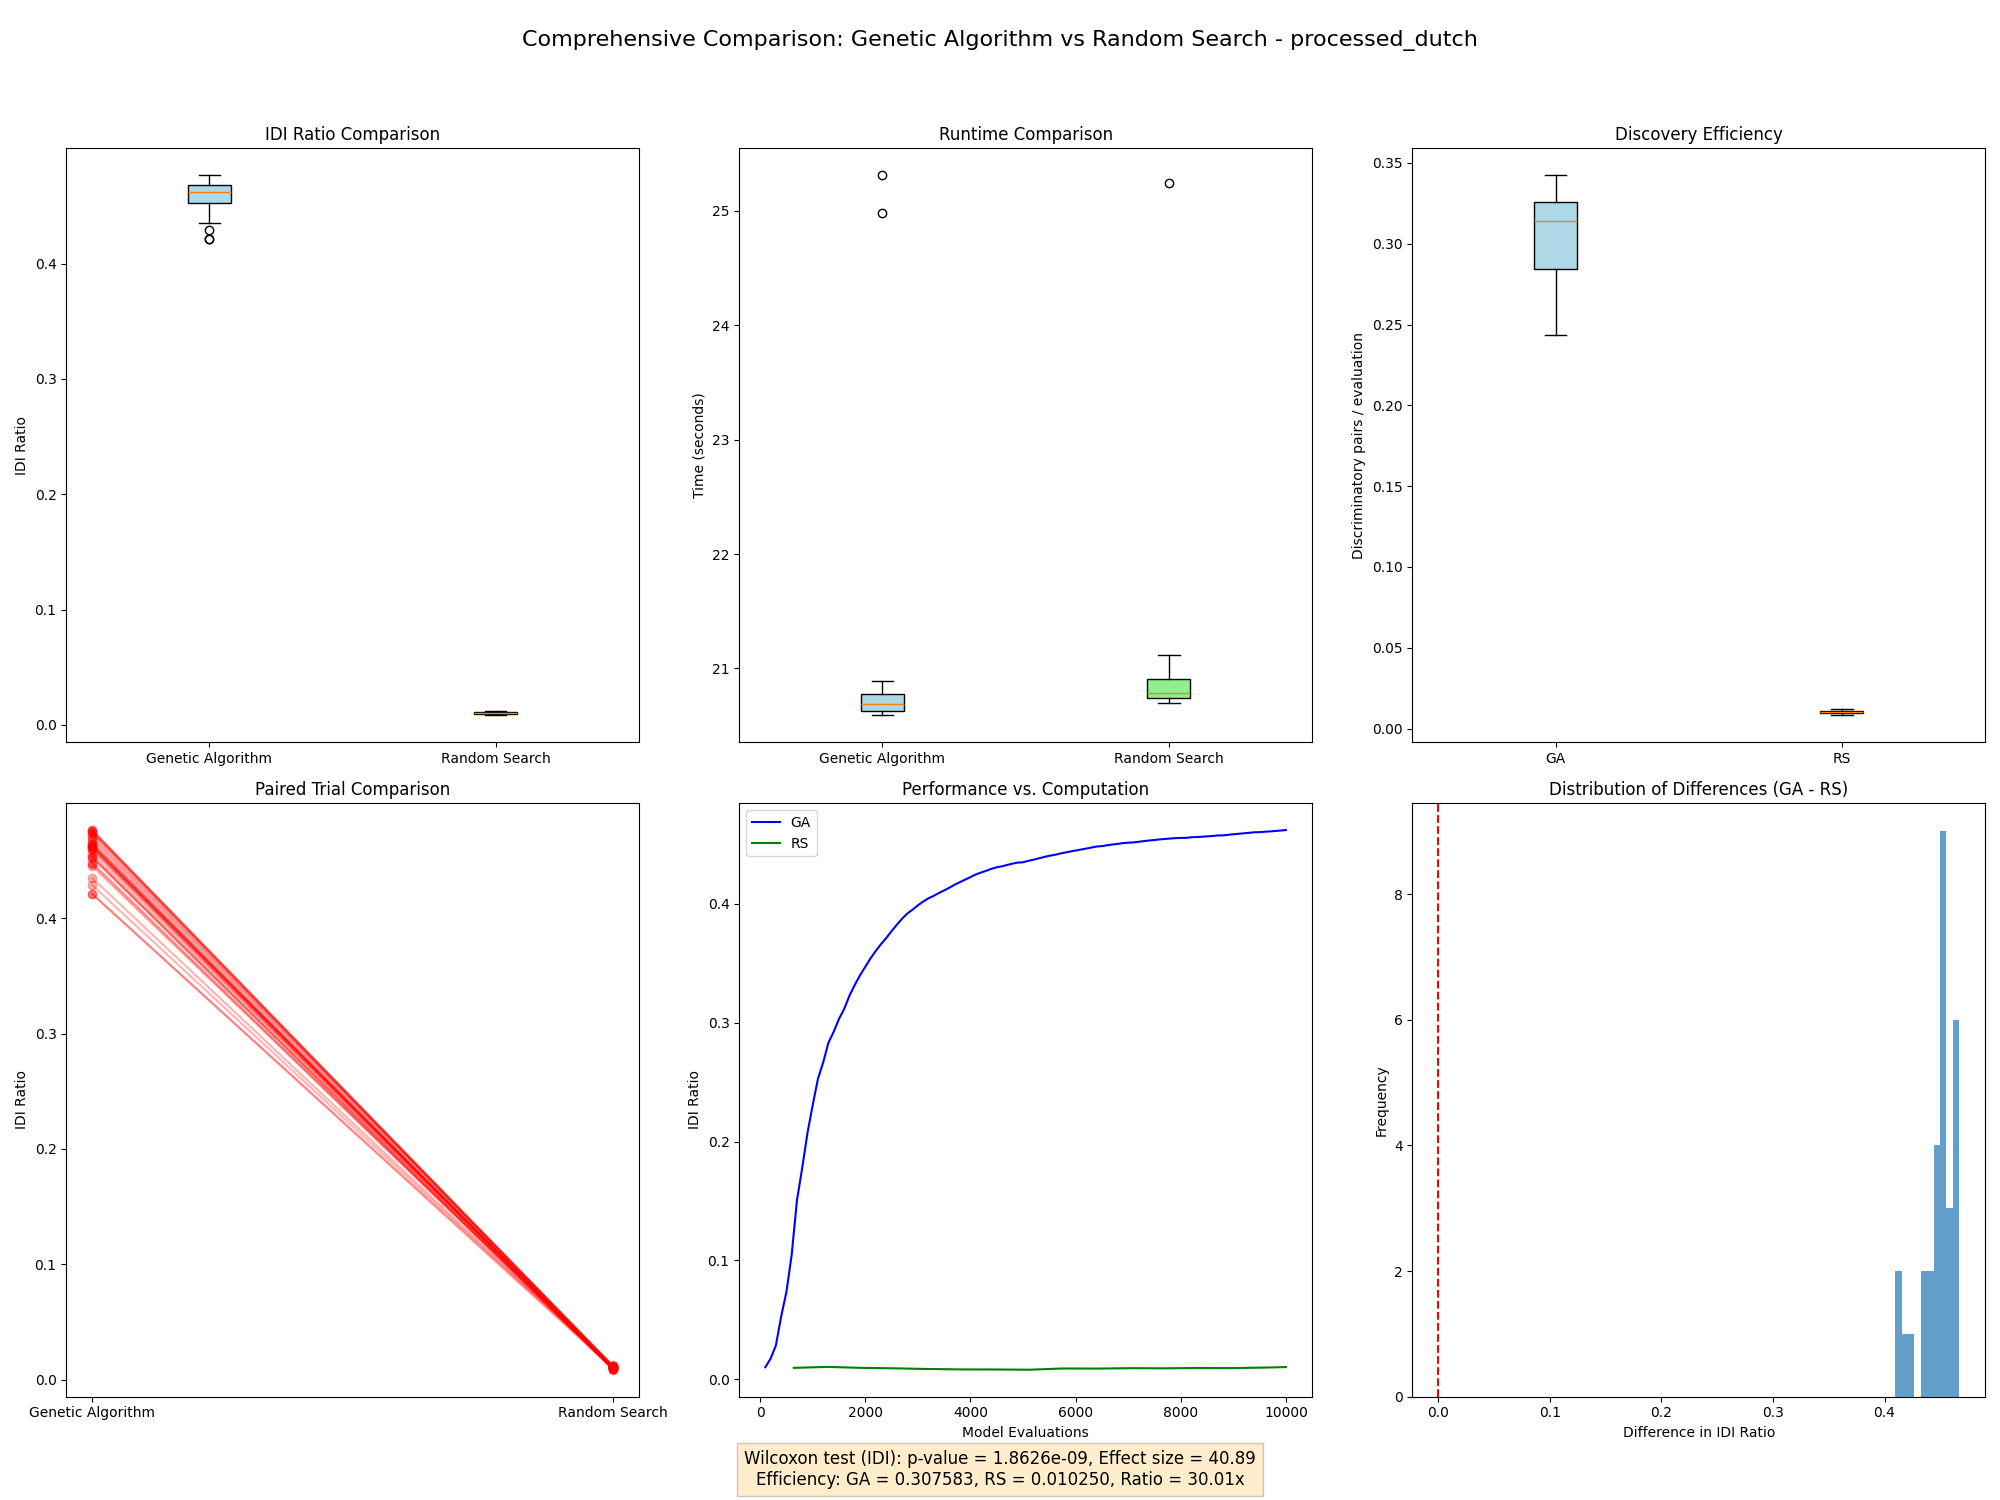 Comprehensive Comparison: Genetic Algorithm vs Random Search - processed_dutch
IDI Ratio Comparison
IDI Ratio
0.4
0.3
0.2
0.1
0.0
Genetic Algorithm
Random Search
Runtime Comparison
Time (seconds)
25
24
23
22
21
Genetic Algorithm
Random Search
Discovery Efficiency
Discriminatory pairs / evaluation
0.35
0.30
0.25
0.20
0.15
0.10
0.05
0.00
GA
RS
Paired Trial Comparison
IDI Ratio
0.4
0.3
0.2
0.1
0.0
Genetic Algorithm
Random Search
Performance vs. Computation
GA
RS
IDI Ratio
0.4
0.3
0.2
0.1
0.0
0
2000
4000
6000
8000
10000
Model Evaluations
Distribution of Differences (GA - RS)
Frequency
8
6
4
2
0
0.0
0.1
0.2
0.3
0.4
Difference in IDI Ratio
Wilcoxon test (IDI): p-value = 1.8626e-09, Effect size = 40.89
Efficiency: GA = 0.307583, RS = 0.010250, Ratio = 30.01x